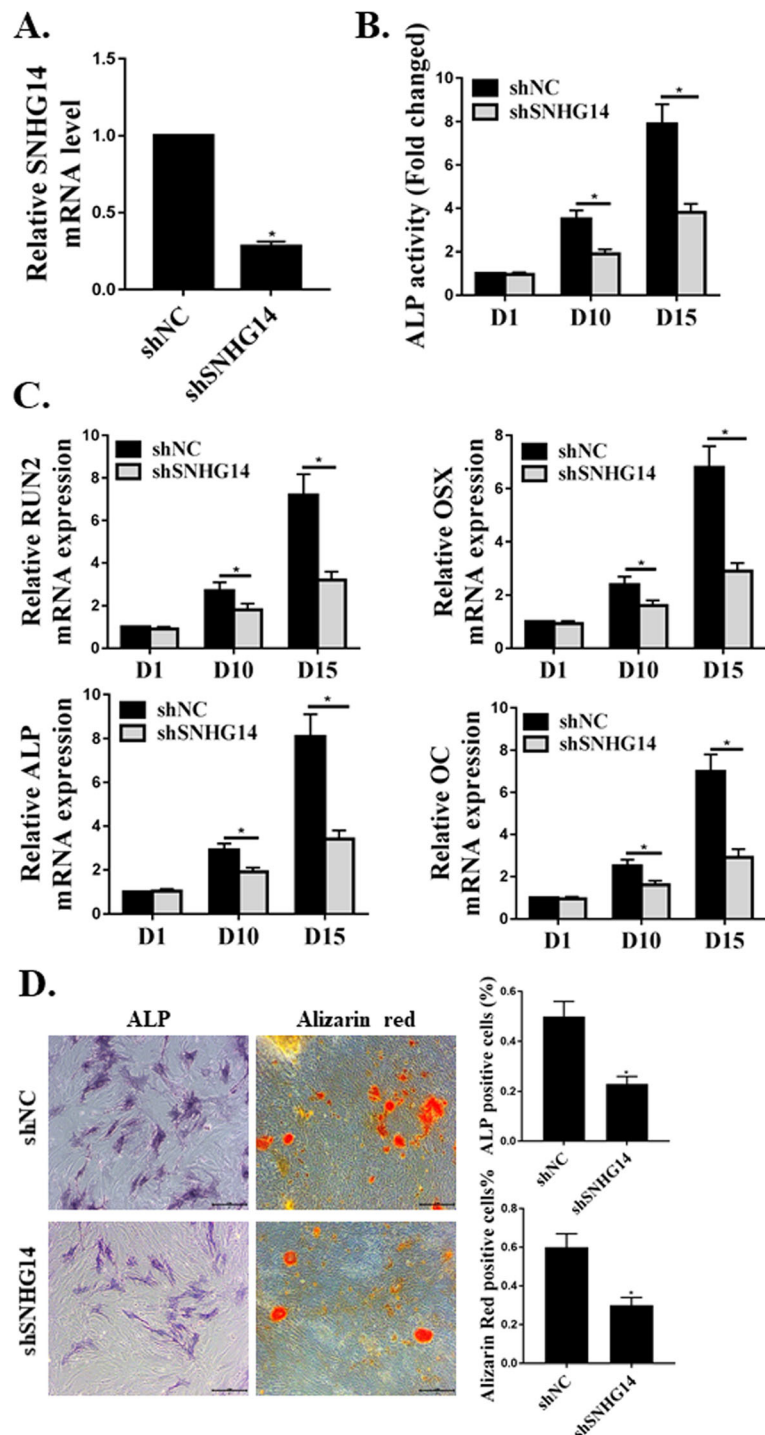 A.
Relative SNHG14
mRNA level
1.5
1.0
0.5
0.0
*
shNC
shSNHG14
B.
ALP activity (Fold changed)
10
8
6
4
2
0
shNC
shSNHG14
*
*
D1
D10
D15
C.
Relative RUN2
mRNA expression
10
8
6
4
2
0
shNC
shSNHG14
*
*
D1
D10
D15
Relative OSX
mRNA expression
8
6
4
2
0
shNC
shSNHG14
*
*
D1
D10
D15
Relative ALP
mRNA expression
10
8
6
4
2
0
shNC
shSNHG14
*
*
D1
D10
D15
Relative OC
mRNA expression
10
8
6
4
2
0
shNC
shSNHG14
*
*
D1
D10
D15
D.
ALP
Alizarin red
shNC
shSNHG14
ALP positive cells (%)
0.6
0.4
0.2
0.0
*
shNC
shSNHG14
Alizarin Red positive cells%
0.9
0.6
0.3
0.0
*
shNC
shSNHG14